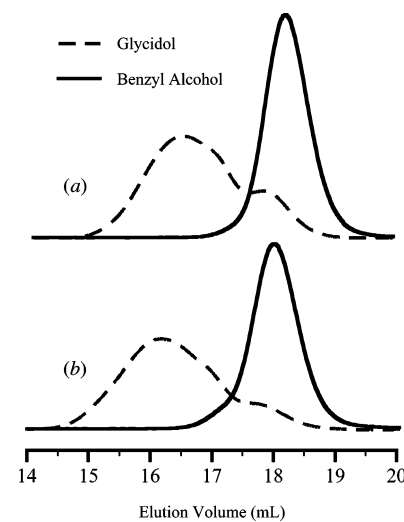 Glycidol
Benzyl Alcohol
(a)
(b)
14 15 16 17 18 19 20
Elution Volume (mL)